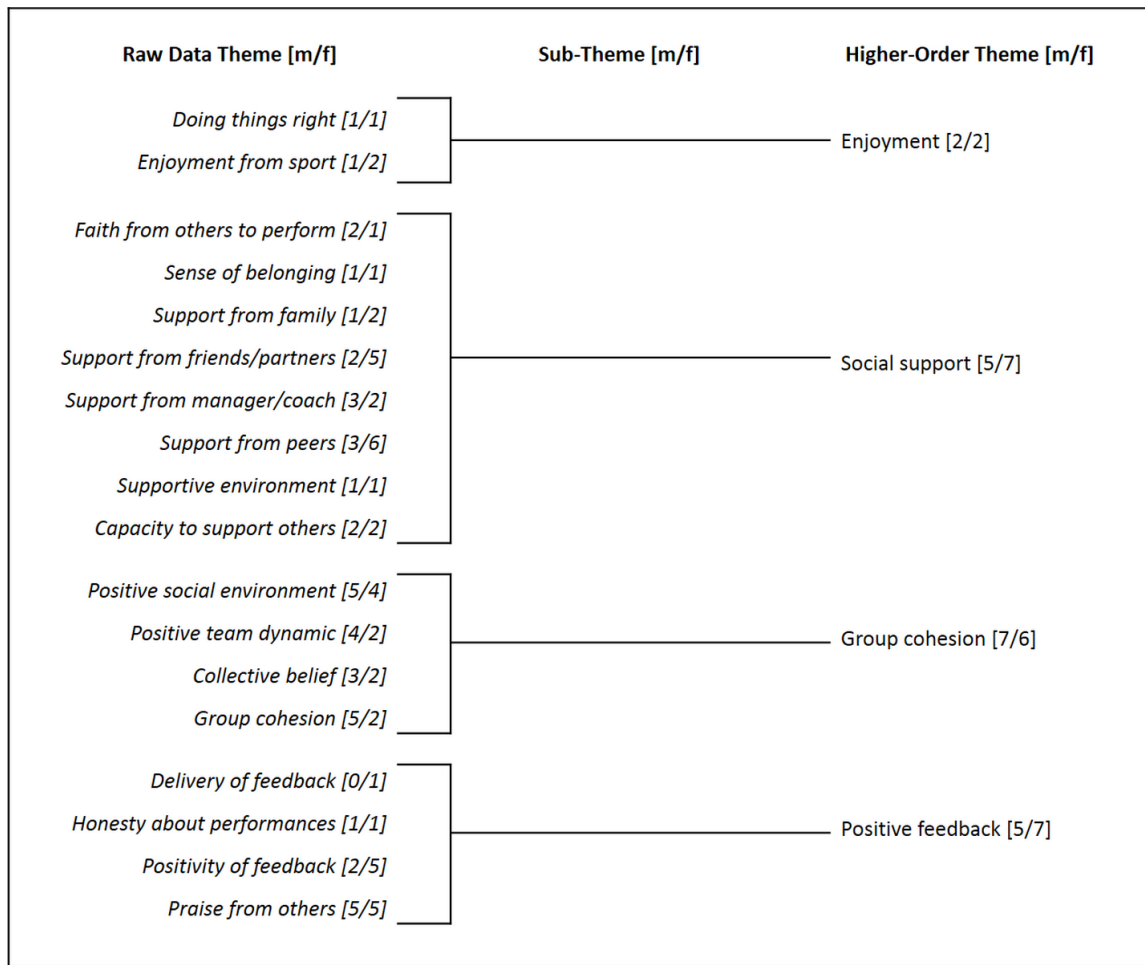 Raw Data Theme [m/f] Sub-Theme [m/f] Higher-Order Theme [m/f]
Doing things right [1/1]
Enjoyment from sport [1/2]
Enjoyment [2/2]
Faith from others to perform [2/1]
Sense of belonging [1/1]
Support from family [1/2]
Support from friends/partners [2/5]
Support from manager/coach [3/2]
Support from peers [3/6]
Supportive environment [1/1]
Capacity to support others [2/2]
Social support [5/7]
Positive social environment [5/4]
Positive team dynamic [4/2]
Collective belief [3/2]
Group cohesion [5/2]
Group cohesion [7/6]
Delivery of feedback [0/1]
Honesty about performances [1/1]
Positivity of feedback [2/5]
Praise from others [5/5]
Positive feedback [5/7]